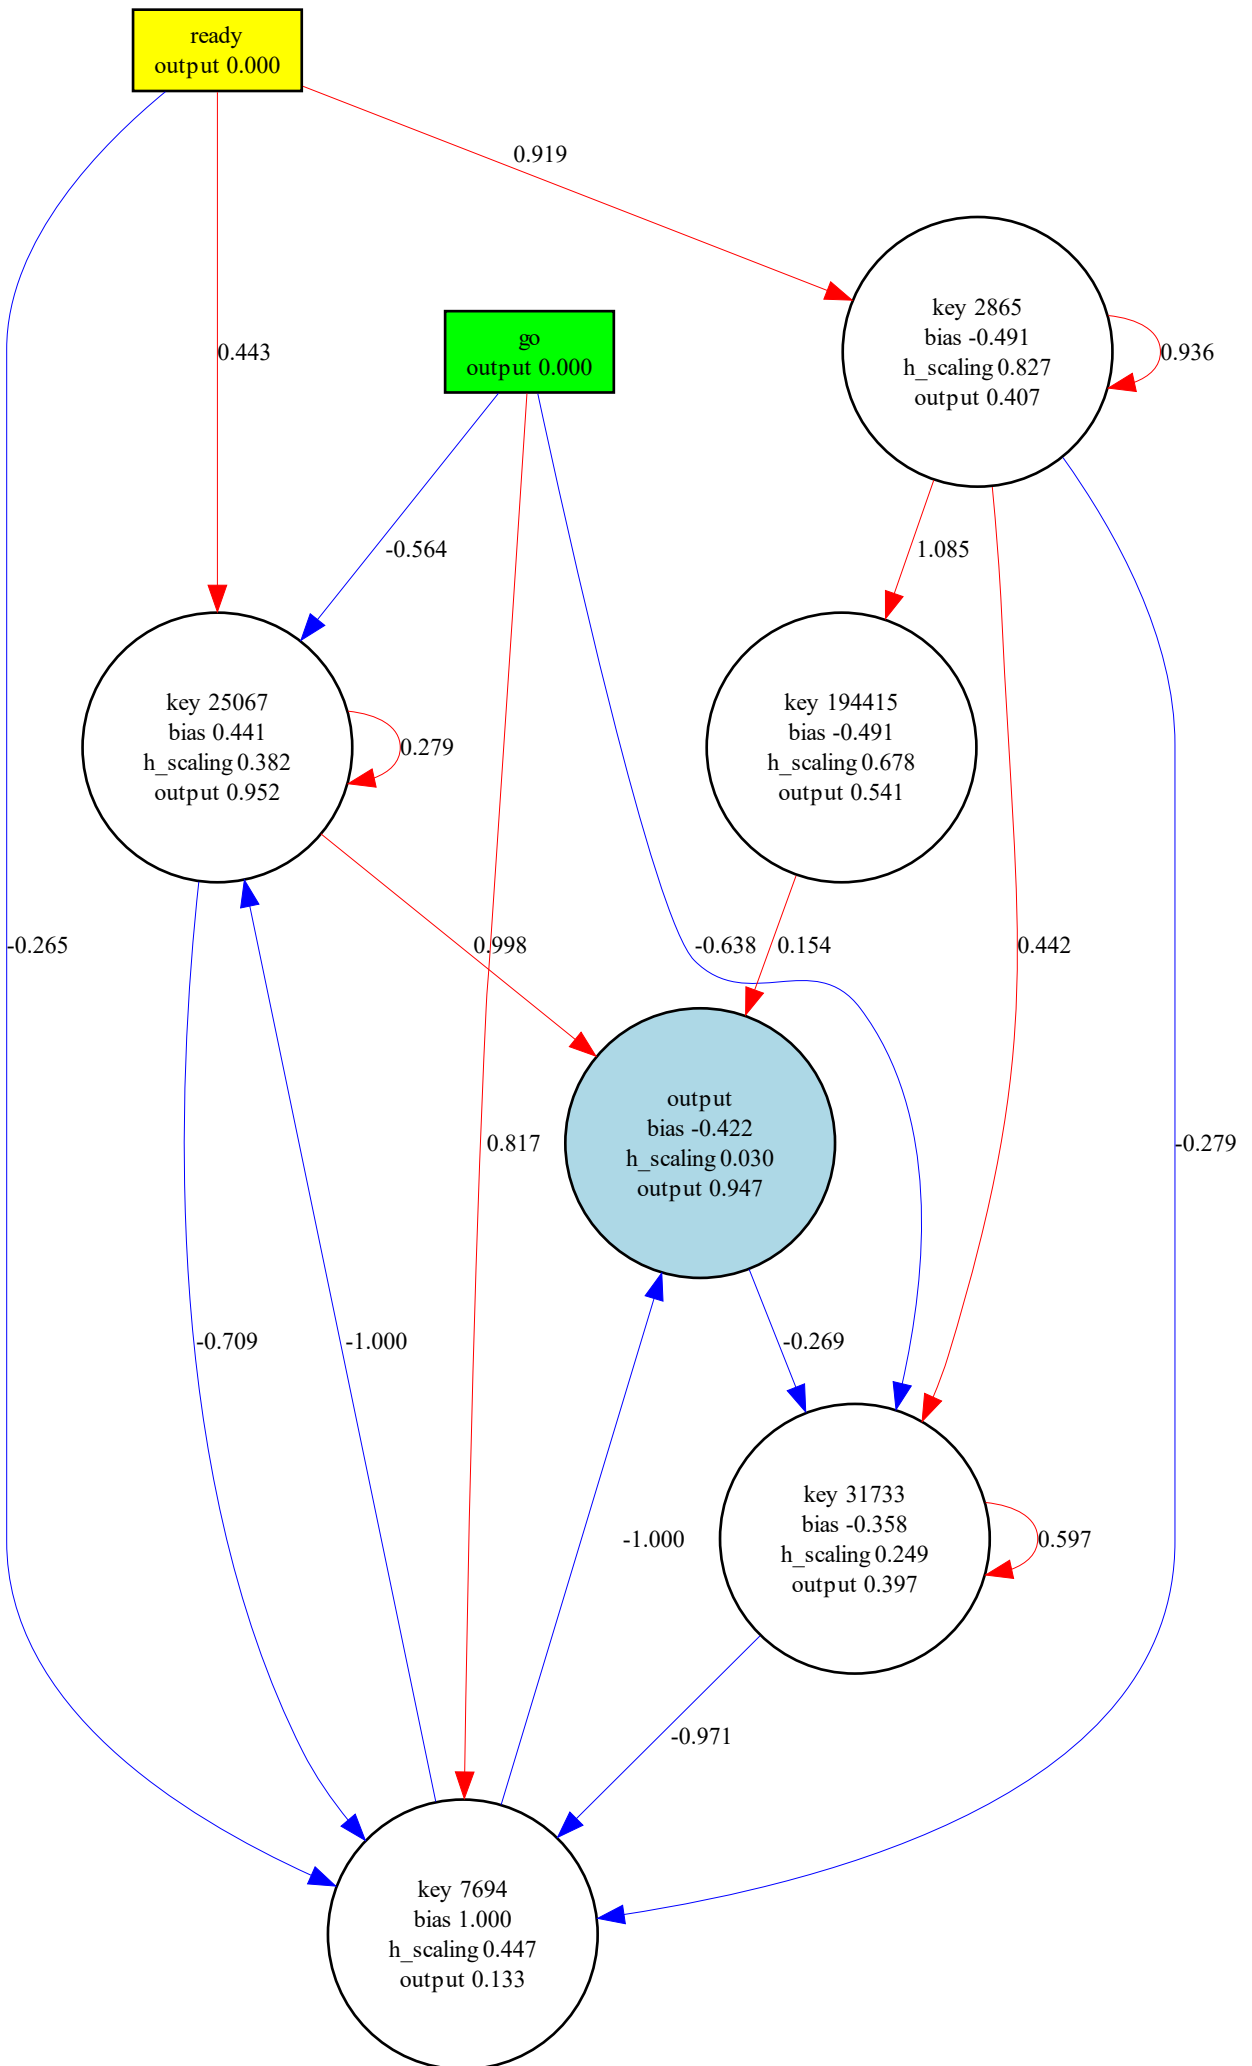 ready
output 0.000
0.919
key 2865
bias -0.491
h_scaling 0.827
output 0.407
0.936
go
output 0.000
0.443
-0.564
1.085
key 25067
bias 0.441
h_scaling 0.382
output 0.952
0.279
key 194415
bias -0.491
h_scaling 0.678
output 0.541
-0.265
0.998
-0.638
0.154
0.442
output
bias -0.422
h_scaling 0.030
output 0.947
0.817
-0.279
-0.709
-1.000
-0.269
-1.000
key 31733
bias -0.358
h_scaling 0.249
output 0.397
0.597
-0.971
key 7694
bias 1.000
h_scaling 0.447
output 0.133